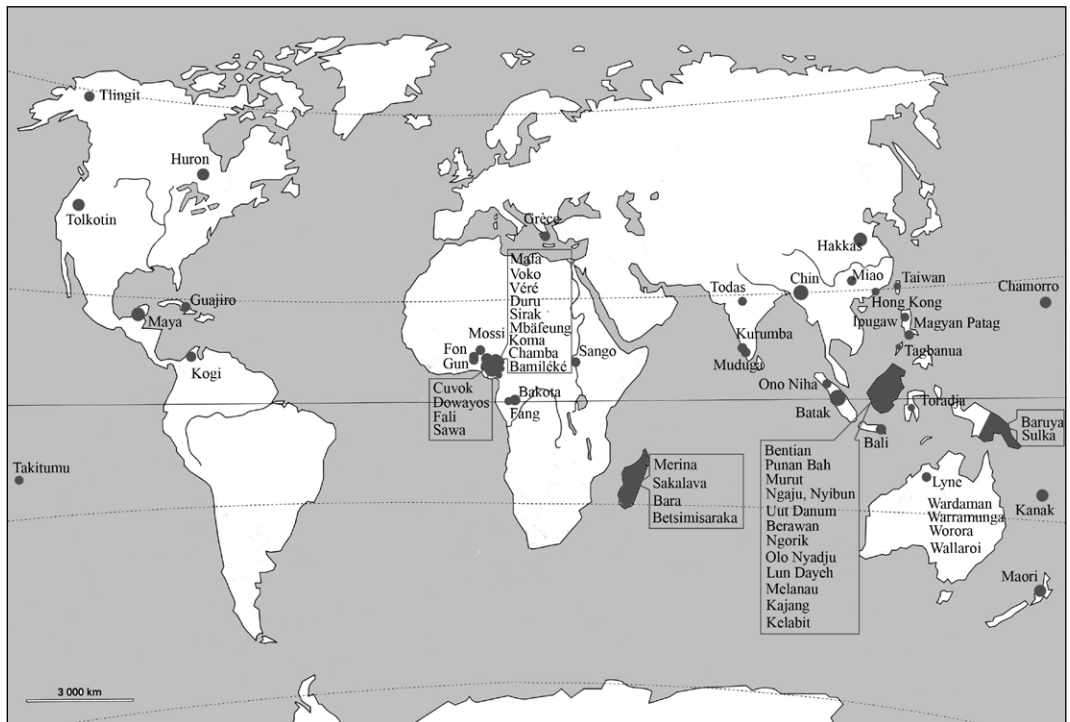 Tlingit
Huron
Tolkotin
Grèce
Hakkas
Mafa
Voko
Véré
Duru
Sirak
Mbäfeung
Koma
Chamba
Bamiléké
Chin
Miao
Taiwan
Todas
Chamorro
Hong Kong
Guajiro
Maya
Ipugaw
Magyan Patag
Mossi
Fon
Gun
Sango
Kurumba
Muduga
Tagbanua
Kogi
Ono Niha
Batak
Toradja
Cuvok
Dowayos
Fali
Sawa
Bakota
Fang
Bali
Baruya
Sulka
Takitumu
Merina
Sakalava
Bara
Betsimisaraka
Bentian
Punan Bah
Murut
Ngaju, Nyibun
Uut Danum
Berawan
Ngorik
Olo Nyadju
Lun Dayeh
Melanau
Kajang
Kelabit
Lyne
Wardaman
Warramunga
Worora
Wallaroi
Kanak
Maori
3 000 km